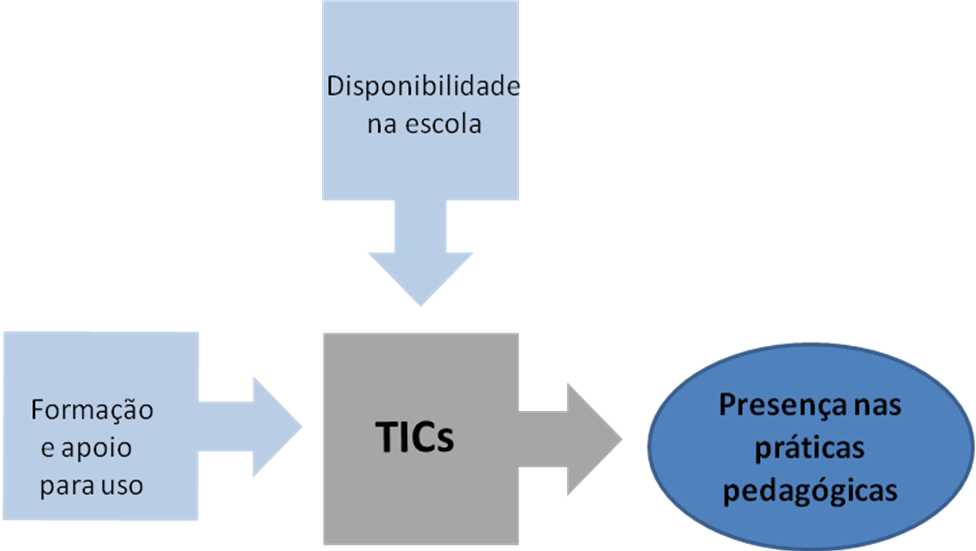 Disponibilidade
na escola
Formação
e apoio
para uso
TICs
Presença nas
práticas
pedagógicas